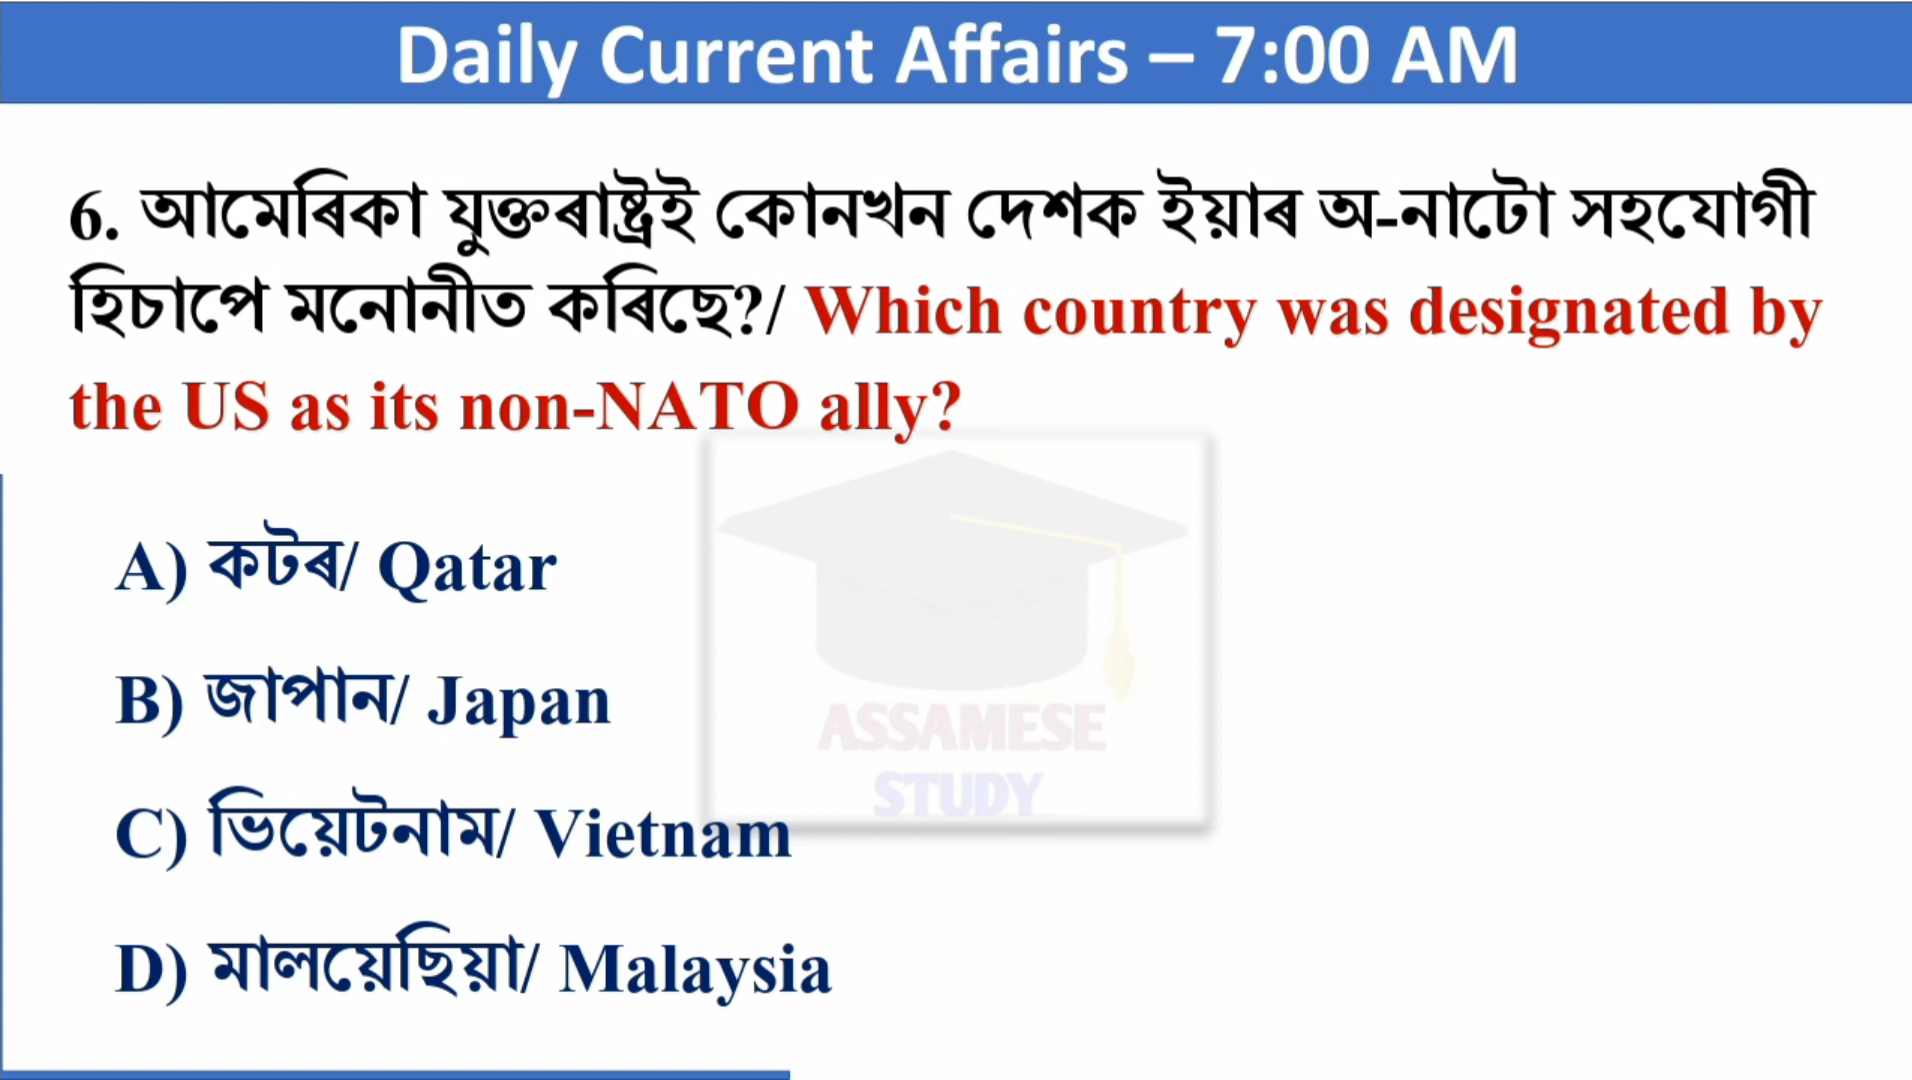 Daily Current Affairs – 7:00 AM
6. আমেৰিকা যুক্তৰাষ্ট্ৰই কোনখন দেশক ইয়াৰ অ-নাটো সহযোগী
হিচাপে মনোনীত কৰিছে?/ Which country was designated by
the US as its non-NATO ally?
A) কটৰ/ Qatar
B) জাপান/ Japan
C) ভিয়েটনাম/ Vietnam
D) মালয়েছিয়া/ Malaysia
ASSAMESE
STUDY